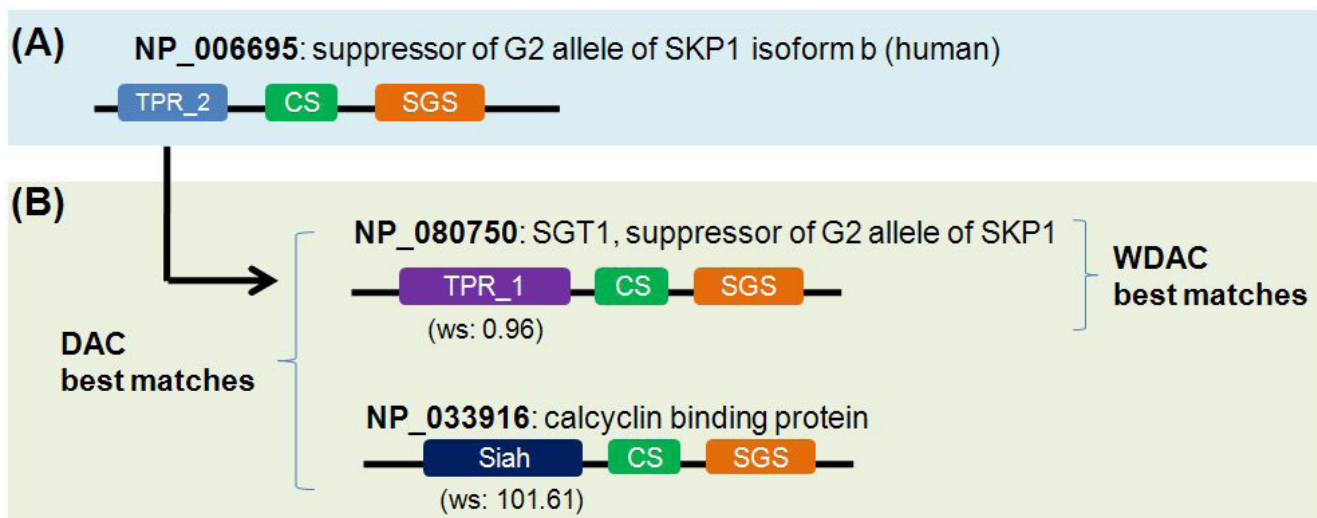 (A)
NP_006695: suppressor of G2 allele of SKP1 isoform b (human)
TPR_2 CS SGS
(B)
NP_080750: SGT1, suppressor of G2 allele of SKP1
TPR_1 CS SGS
(ws: 0.96)
WDAC
best matches
DAC
best matches
NP_033916: calcyclin binding protein
Siah CS SGS
(ws: 101.61)